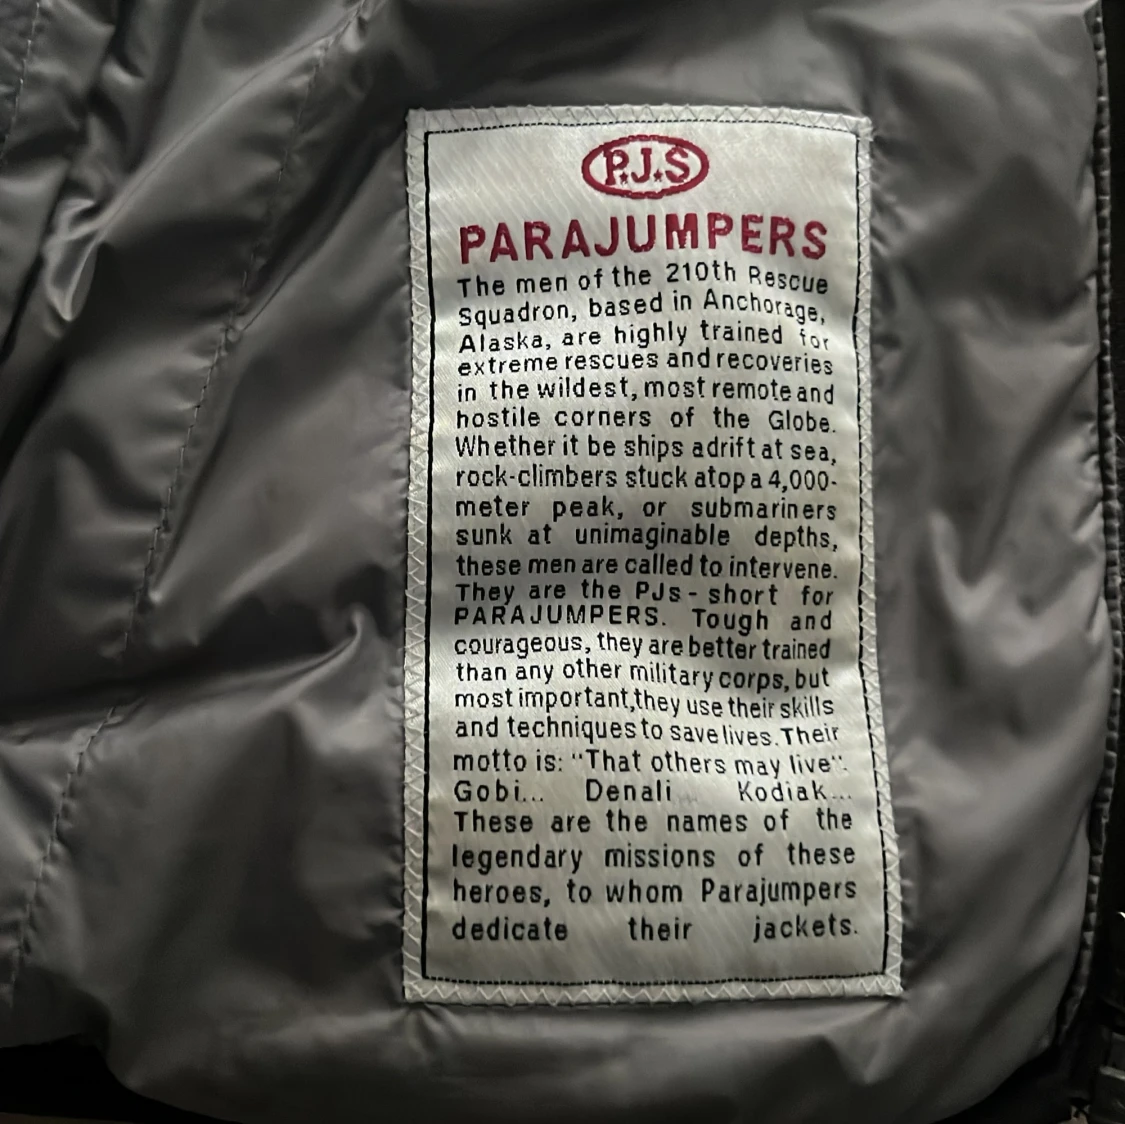 P.J.S
PARAJUMPERS
The men of the 210th Rescue
Squadron, based in Anchorage,
Alaska, are highly trained for
extreme rescues and recoveries
in the wildest, most remote and
hostile corners of the Globe.
Whether it be ships adrift at sea,
rock-climbers stuck atop a 4,000-
meter peak, or submariners
sunk at unimaginable depths,
these men are called to intervene.
They are the PJs - short for
PARAJUMPERS. Tough and
courageous, they are better trained
than any other military corps, but
most important, they use their skills
and techniques to save lives. Their
motto is: "That others may live".
Gobi... Denali... Kodiak...
These are the names of the
legendary missions of these
heroes, to whom Parajumpers
dedicate their jackets.